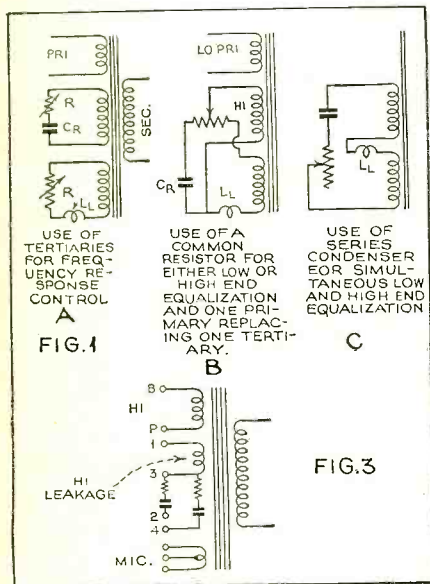 PRI
R
CR
SEC.
R
LL
USE OF
TERTIARIES
FOR FREQ-
UENCY RE-
SPONSE
CONTROL
A
FIG.1
LO PRI
HI
CR
LL
USE OF A
COMMON
RESISTOR FOR
EITHER LOW OR
HIGH END
EQUALIZATION
AND ONE PRI-
MARY REPLAC-
ING ONE TERTI-
ARY.
B
LL
USE OF
SERIES
CONDENSER
EOR SIMUL-
TANEOUS LOW
AND HIGH END
EQUALIZATION
C
B
HI
P
1
HI
LEAKAGE
3
2
4
MIC.
FIG.3